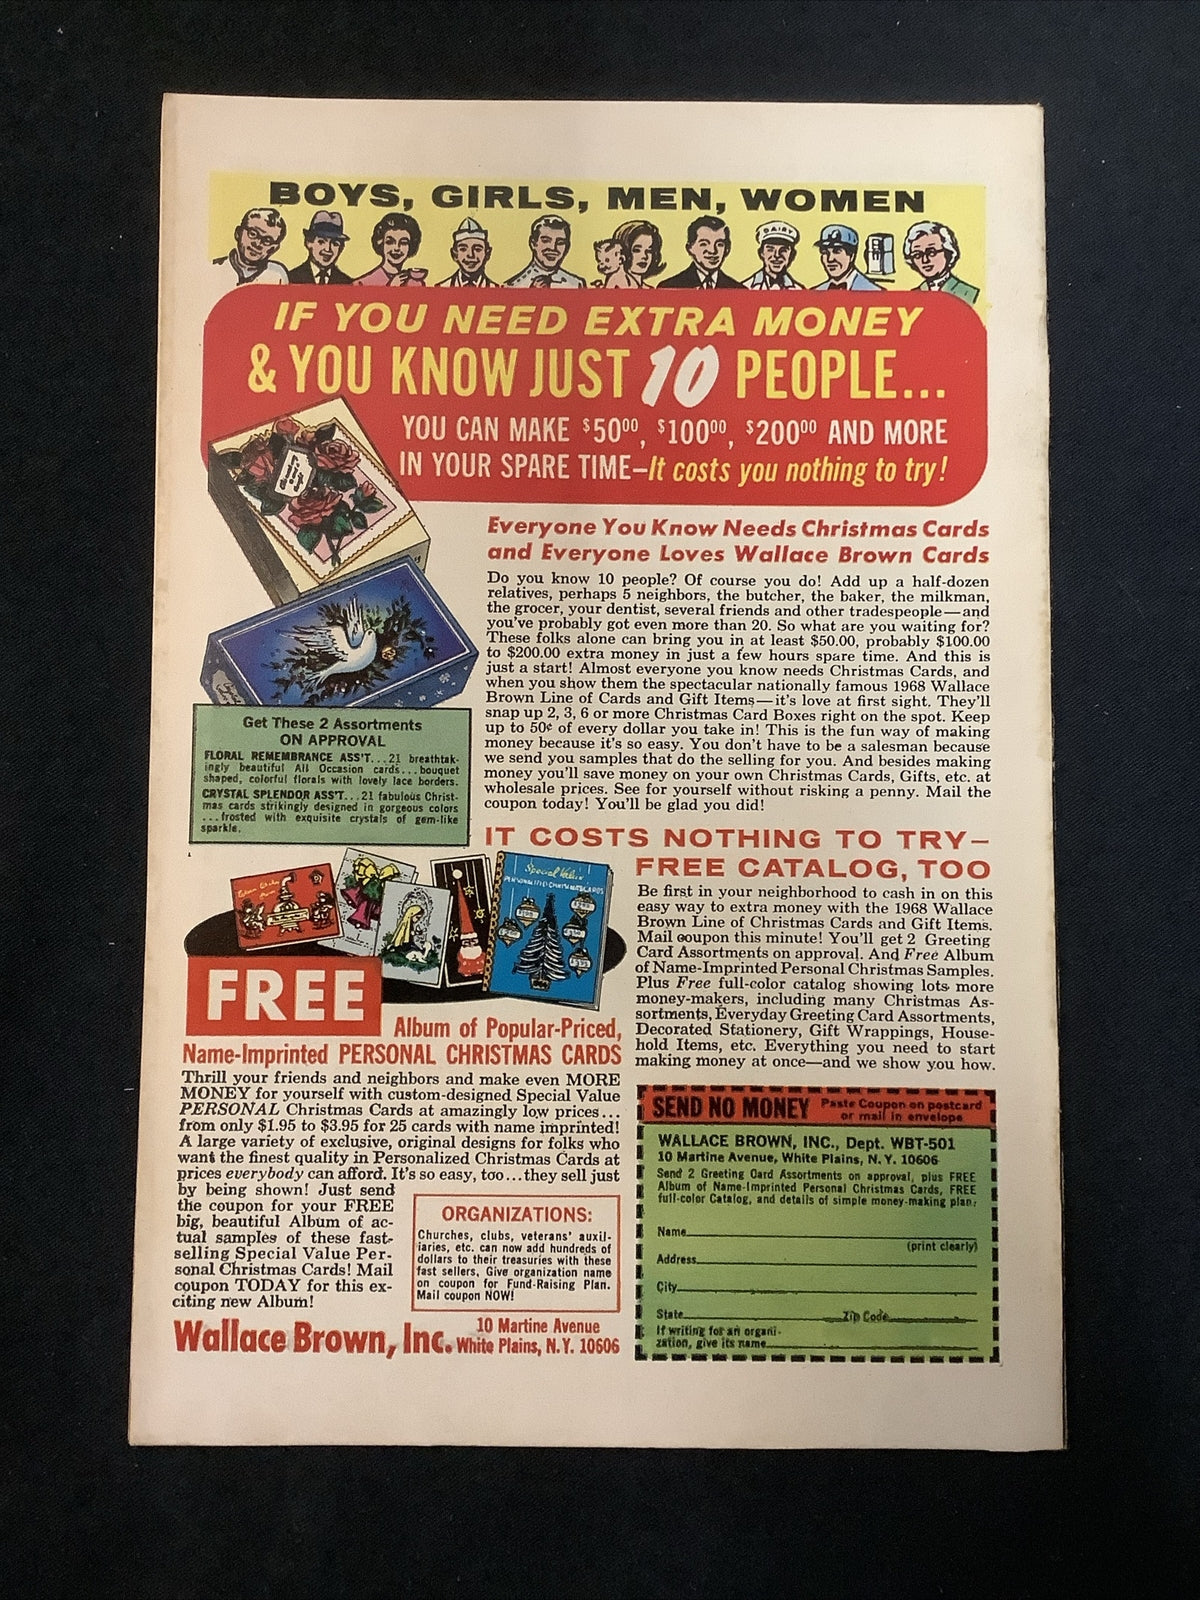 BOYS, GIRLS, MEN, WOMEN
DAIRY
IF YOU NEED EXTRA MONEY
& YOU KNOW JUST 10 PEOPLE...
YOU CAN MAKE $50⁰⁰, $100⁰⁰, $200⁰⁰ AND MORE
IN YOUR SPARE TIME—It costs you nothing to try!
Everyone You Know Needs Christmas Cards
and Everyone Loves Wallace Brown Cards
Do you know 10 people? Of course you do! Add up a half-dozen
relatives, perhaps 5 neighbors, the butcher, the baker, the milkman,
the grocer, your dentist, several friends and other tradespeople—and
you've probably got even more than 20. So what are you waiting for?
These folks alone can bring you in at least $50.00, probably $100.00
to $200.00 extra money in just a few hours spare time. And this is
just a start! Almost everyone you know needs Christmas Cards, and
when you show them the spectacular nationally famous 1968 Wallace
Brown Line of Cards and Gift Items—it's love at first sight. They'll
snap up 2, 3, 6 or more Christmas Card Boxes right on the spot. Keep
up to 50¢ of every dollar you take in! This is the fun way of making
money because it's so easy. You don't have to be a salesman because
we send you samples that do the selling for you. And besides making
money you'll save money on your own Christmas Cards, Gifts, etc. at
wholesale prices. See for yourself without risking a penny. Mail the
coupon today! You'll be glad you did!
Get These 2 Assortments
ON APPROVAL
FLORAL REMEMBRANCE ASS'T...21 breathtak-
ingly beautiful All Occasion cards...bouquet
shaped, colorful florals with lovely lace borders.
CRYSTAL SPLENDOR ASS'T...21 fabulous Christ-
mas cards strikingly designed in gorgeous colors
...frosted with exquisite crystals of gem-like
sparkle.
IT COSTS NOTHING TO TRY—
FREE CATALOG, TOO
Be first in your neighborhood to cash in on this
easy way to extra money with the 1968 Wallace
Brown Line of Christmas Cards and Gift Items.
Mail coupon this minute! You'll get 2 Greeting
Card Assortments on approval. And Free Album
of Name-Imprinted Personal Christmas Samples.
Plus Free full-color catalog showing lots more
money-makers, including many Christmas As-
sortments, Everyday Greeting Card Assortments,
Decorated Stationery, Gift Wrappings, House-
hold Items, etc. Everything you need to start
making money at once—and we show you how.
Special Value
PERSONALIZED CHRISTMAS CARDS
FREE
Album of Popular-Priced,
Name-Imprinted PERSONAL CHRISTMAS CARDS
Thrill your friends and neighbors and make even MORE
MONEY for yourself with custom-designed Special Value
PERSONAL Christmas Cards at amazingly low prices...
from only $1.95 to $3.95 for 25 cards with name imprinted!
A large variety of exclusive, original designs for folks who
want the finest quality in Personalized Christmas Cards at
prices everybody can afford. It's so easy, too...they sell just
by being shown! Just send
the coupon for your FREE
big, beautiful Album of ac-
tual samples of these fast-
selling Special Value Per-
sonal Christmas Cards! Mail
coupon TODAY for this ex-
citing new Album!
ORGANIZATIONS:
Churches, clubs, veterans' auxil-
iaries, etc. can now add hundreds of
dollars to their treasuries with these
fast sellers. Give organization name
on coupon for Fund-Raising Plan.
Mail coupon NOW!
Wallace Brown, Inc. 10 Martine Avenue
White Plains, N.Y. 10606
SEND NO MONEY Paste Coupon on postcard
or mail in envelope
WALLACE BROWN, INC., Dept. WBT-501
10 Martine Avenue, White Plains, N.Y. 10606
Send 2 Greeting Card Assortments on approval, plus FREE
Album of Name-Imprinted Personal Christmas Cards, FREE
full-color Catalog, and details of simple money-making plan.
Name
(print clearly)
Address
City
State Zip Code
If writing for an organi-
zation, give its name